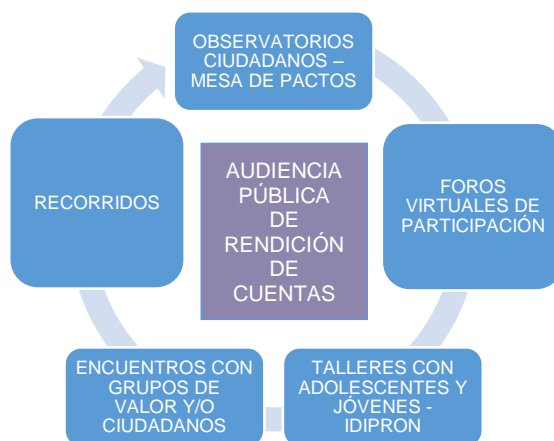 OBSERVATORIOS
CIUDADANOS –
MESA DE PACTOS
FOROS
VIRTUALES DE
PARTICIPACIÓN
TALLERES CON
ADOLESCENTES Y
JÓVENES -
IDIPRON
ENCUENTROS CON
GRUPOS DE
VALOR Y/O
CIUDADANOS
RECORRIDOS
AUDIENCIA
PÚBLICA
DE
RENDICIÓN
DE
CUENTAS